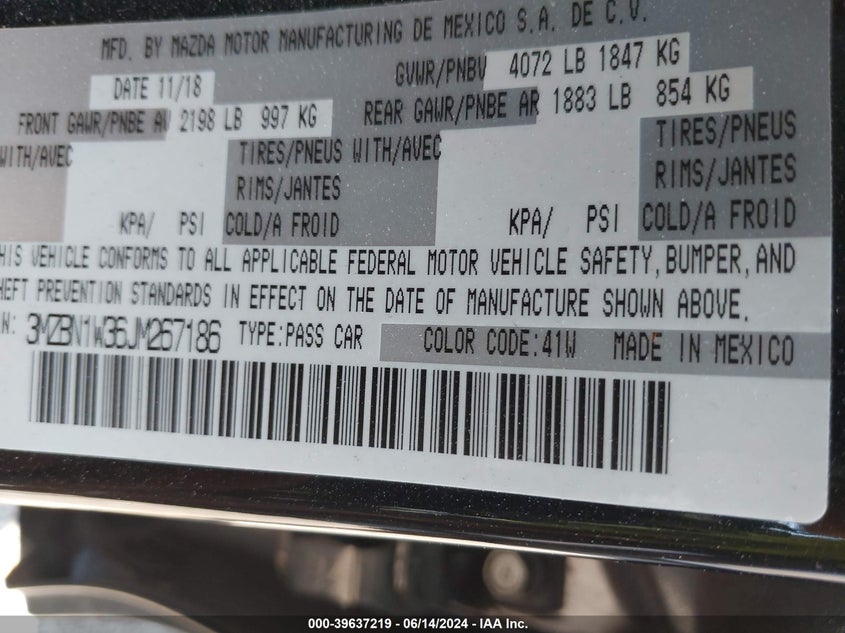 MFD. BY MAZDA MOTOR MANUFACTURING DE MEXICO S.A. DE C.V.
DATE 11/18 GVWR/PNBV 4072 LB 1847 KG
FRONT GAWR/PNBE AV 2198 LB 997 KG REAR GAWR/PNBE AR 1883 LB 854 KG
WITH/AVEC TIRES/PNEUS WITH/AVEC TIRES/PNEUS
RIMS/JANTES RIMS/JANTES
KPA/ PSI COLD/A FROID KPA/ PSI COLD/A FROID
THIS VEHICLE CONFORMS TO ALL APPLICABLE FEDERAL MOTOR VEHICLE SAFETY, BUMPER, AND
HEFT PREVENTION STANDARDS IN EFFECT ON THE DATE OF MANUFACTURE SHOWN ABOVE.
N: 3MZBN1W36JM267186 TYPE:PASS CAR COLOR CODE:41W MADE IN MEXICO
000-39637219 - 06/14/2024 - IAA Inc.